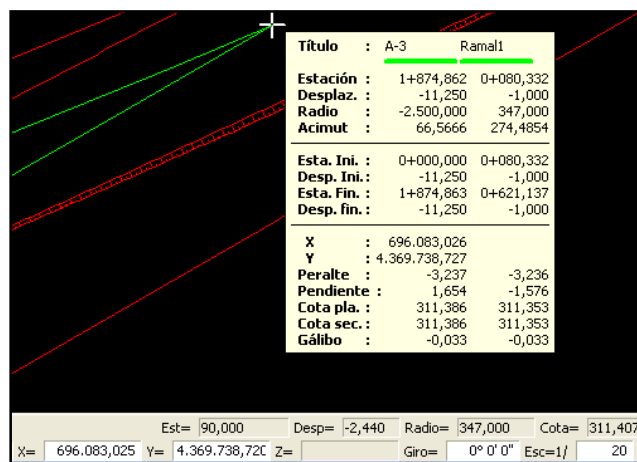 Título : A-3 Ramal1
Estación : 1+874,862 0+080,332
Desplaz. : -11,250 -1,000
Radio : -2.500,000 347,000
Acimut : 66,5666 274,4854
Esta. Ini. : 0+000,000 0+080,332
Desp. Ini. : -11,250 -1,000
Esta. Fin. : 1+874,863 0+621,137
Desp. fin. : -11,250 -1,000
X : 696.083,026
Y : 4.369.738,727
Peralte : -3,237 -3,236
Pendiente : 1,654 -1,576
Cota pla. : 311,386 311,353
Cota sec. : 311,386 311,353
Gálibo : -0,033 -0,033
Est= 90,000 Desp= -2,440 Radio= 347,000 Cota= 311,407
X= 696.083,025 Y= 4.369.738,720 Z= Giro= 0° 0' 0" Esc=1/ 20